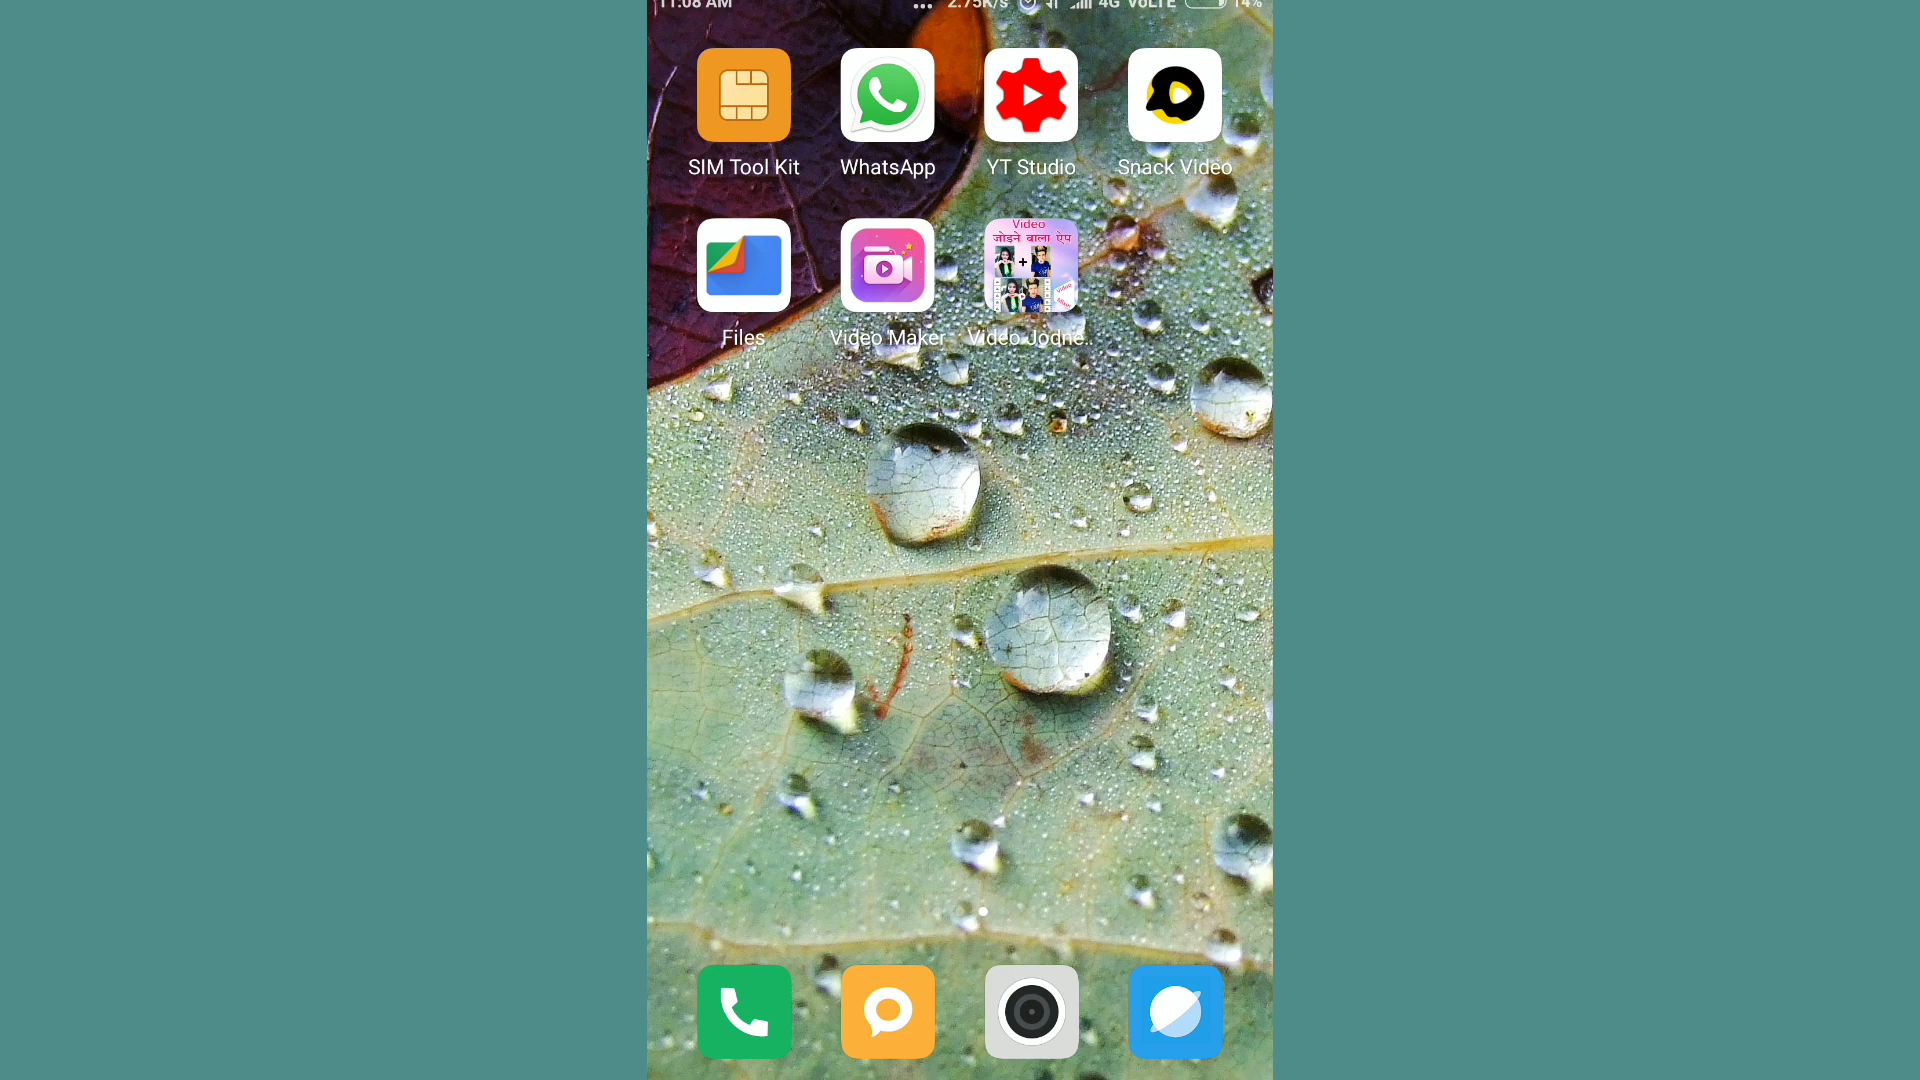 11:08 AM ... 2.75K/s 4G VoLTE 14%
SIM Tool Kit WhatsApp YT Studio Snack Video
Video
जोड़ने वाला ऐप
Files Video Maker Video Jodne..